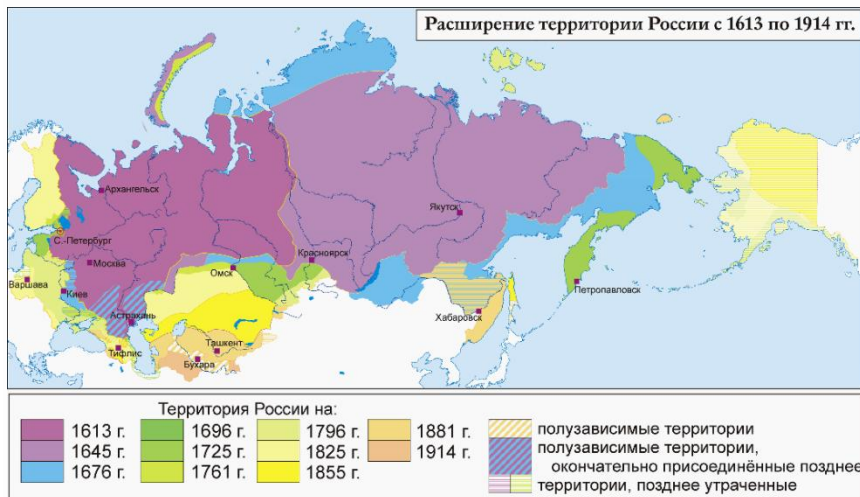 Расширение территории России с 1613 по 1914 гг.
Архангельск
Якутск
С.-Петербург
Красноярск
Москва
Омск
Варшава
Киев
Петропавловск
Астрахань
Хабаровск
Ташкент
Тифлис
Бухара
Территория России на:
1613 г.
1645 г.
1676 г.
1696 г.
1725 г.
1761 г.
1796 г.
1825 г.
1855 г.
1881 г.
1914 г.
полузависимые территории
полузависимые территории,
окончательно присоединённые позднее
территории, позднее утраченные